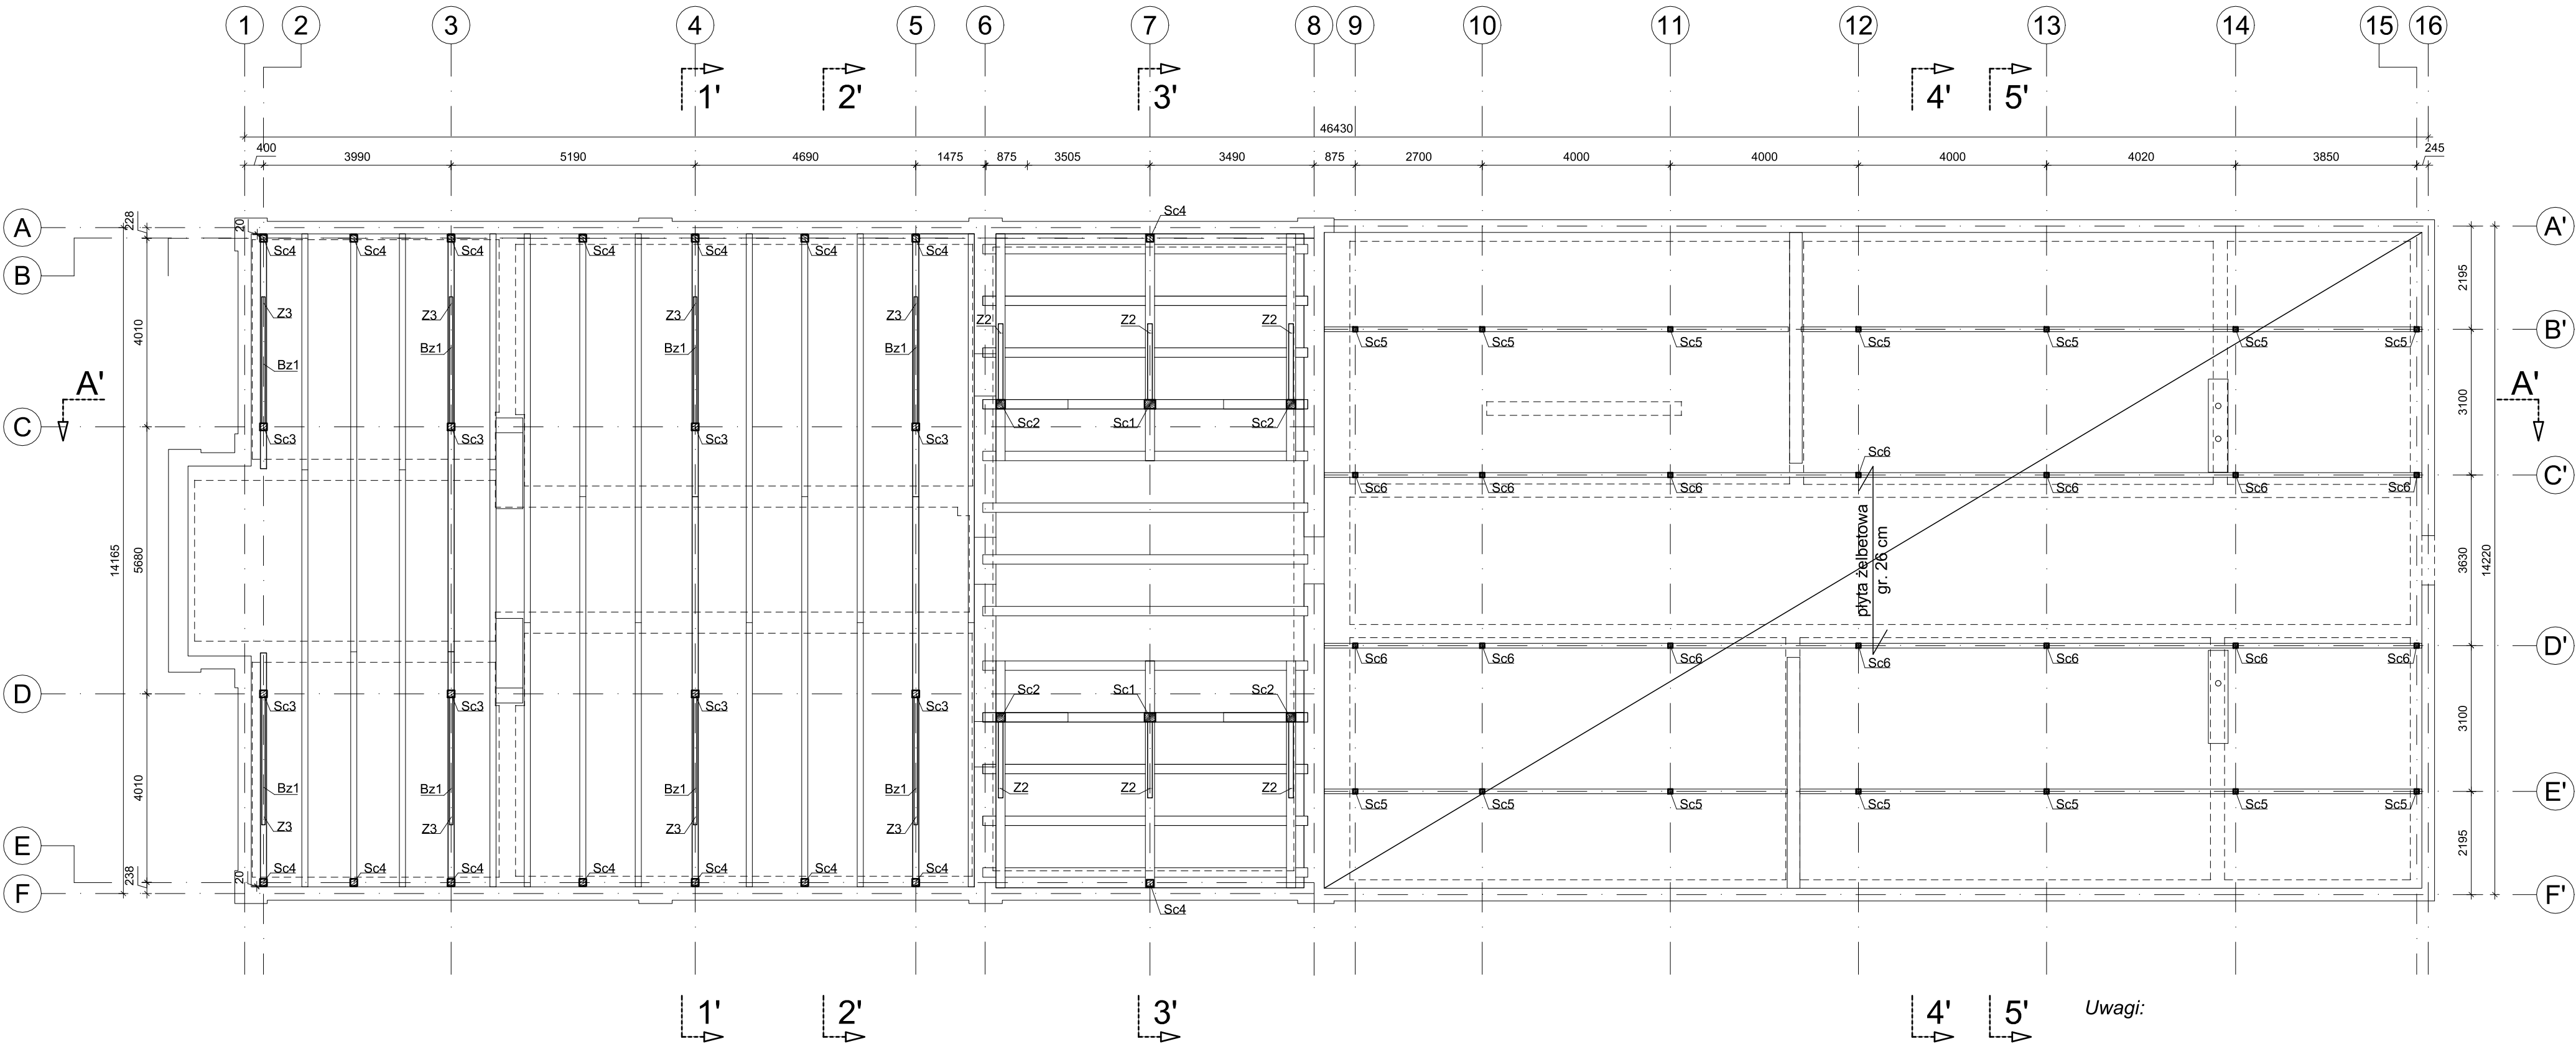 1 2 3 4 5 6 7 8 9 10 11 12 13 14 15 16
1' 2' 3' 4' 5'
46430
400 3990 5190 4690 1475 875 3505 3490 875 2700 4000 4000 4000 4020 3850 245
A 228 20 Sc4 A'
B Sc4 Sc4 Sc4 Sc4 Sc4 Sc4 Sc4
4010 2195
Z3 Z3 Z3 Z3 Z2 Z2 Z2 B'
Bz1 Bz1 Bz1 Bz1 Sc5 Sc5 Sc5 Sc5 Sc5 Sc5 Sc5
A' 3100 A'
C Sc3 Sc3 Sc3 Sc3 Sc2 Sc1 Sc2
Sc6 C'
Sc6 Sc6 Sc6 Sc6 Sc6 Sc6
14165 5680 płyta żelbetowa 3630 14220
gr. 26 cm
Sc6 Sc6 Sc6 Sc6 Sc6 Sc6 Sc6 D'
D Sc3 Sc3 Sc3 Sc3 Sc2 Sc1 Sc2
3100
4010 Bz1 Bz1 Bz1 Bz1 Z2 Z2 Z2 E'
Sc5 Sc5 Sc5 Sc5 Sc5 Sc5 Sc5
Z3 Z3 Z3 Z3
E 2195
238 20 Sc4 Sc4 Sc4 Sc4 Sc4 Sc4 Sc4
F Sc4 F'
1' 2' 3' 4' 5' Uwagi: